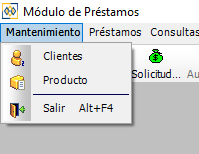 Módulo de Préstamos
Mantenimiento Préstamos Consultas
Clientes
Producto
Salir Alt+F4
Solicitud...